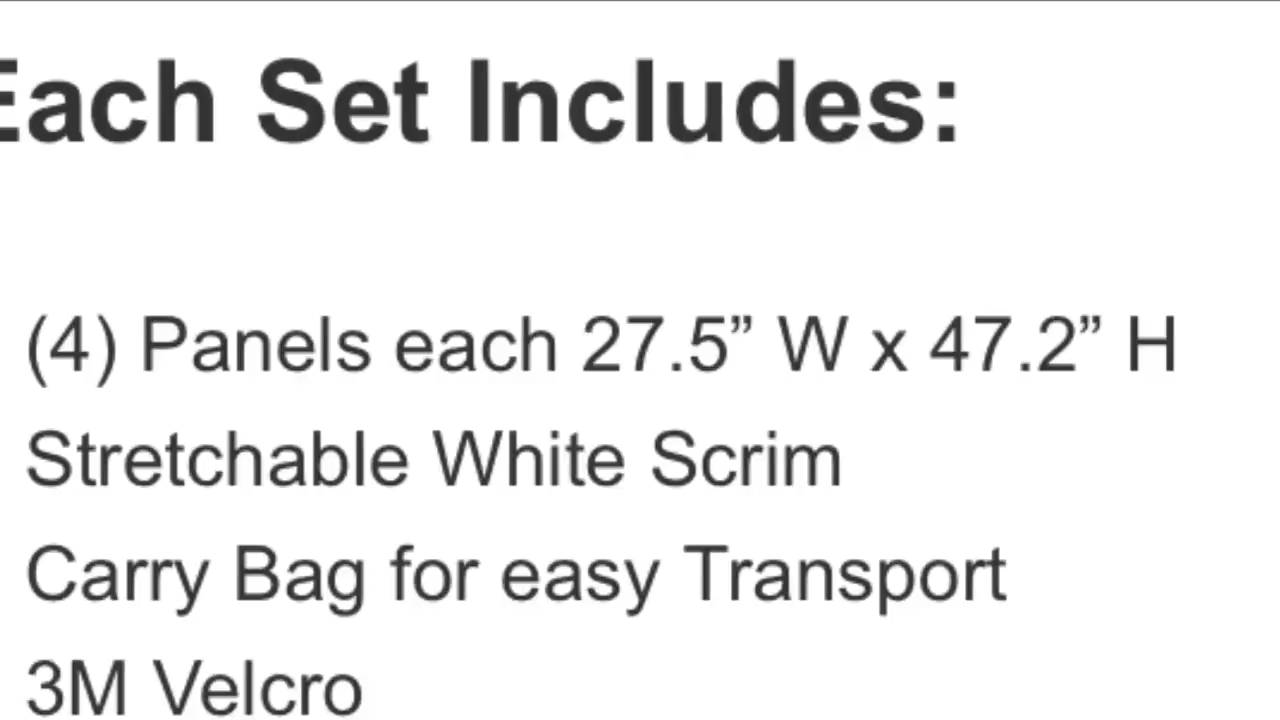 Each Set Includes:
(4) Panels each 27.5” W x 47.2” H
Stretchable White Scrim
Carry Bag for easy Transport
3M Velcro